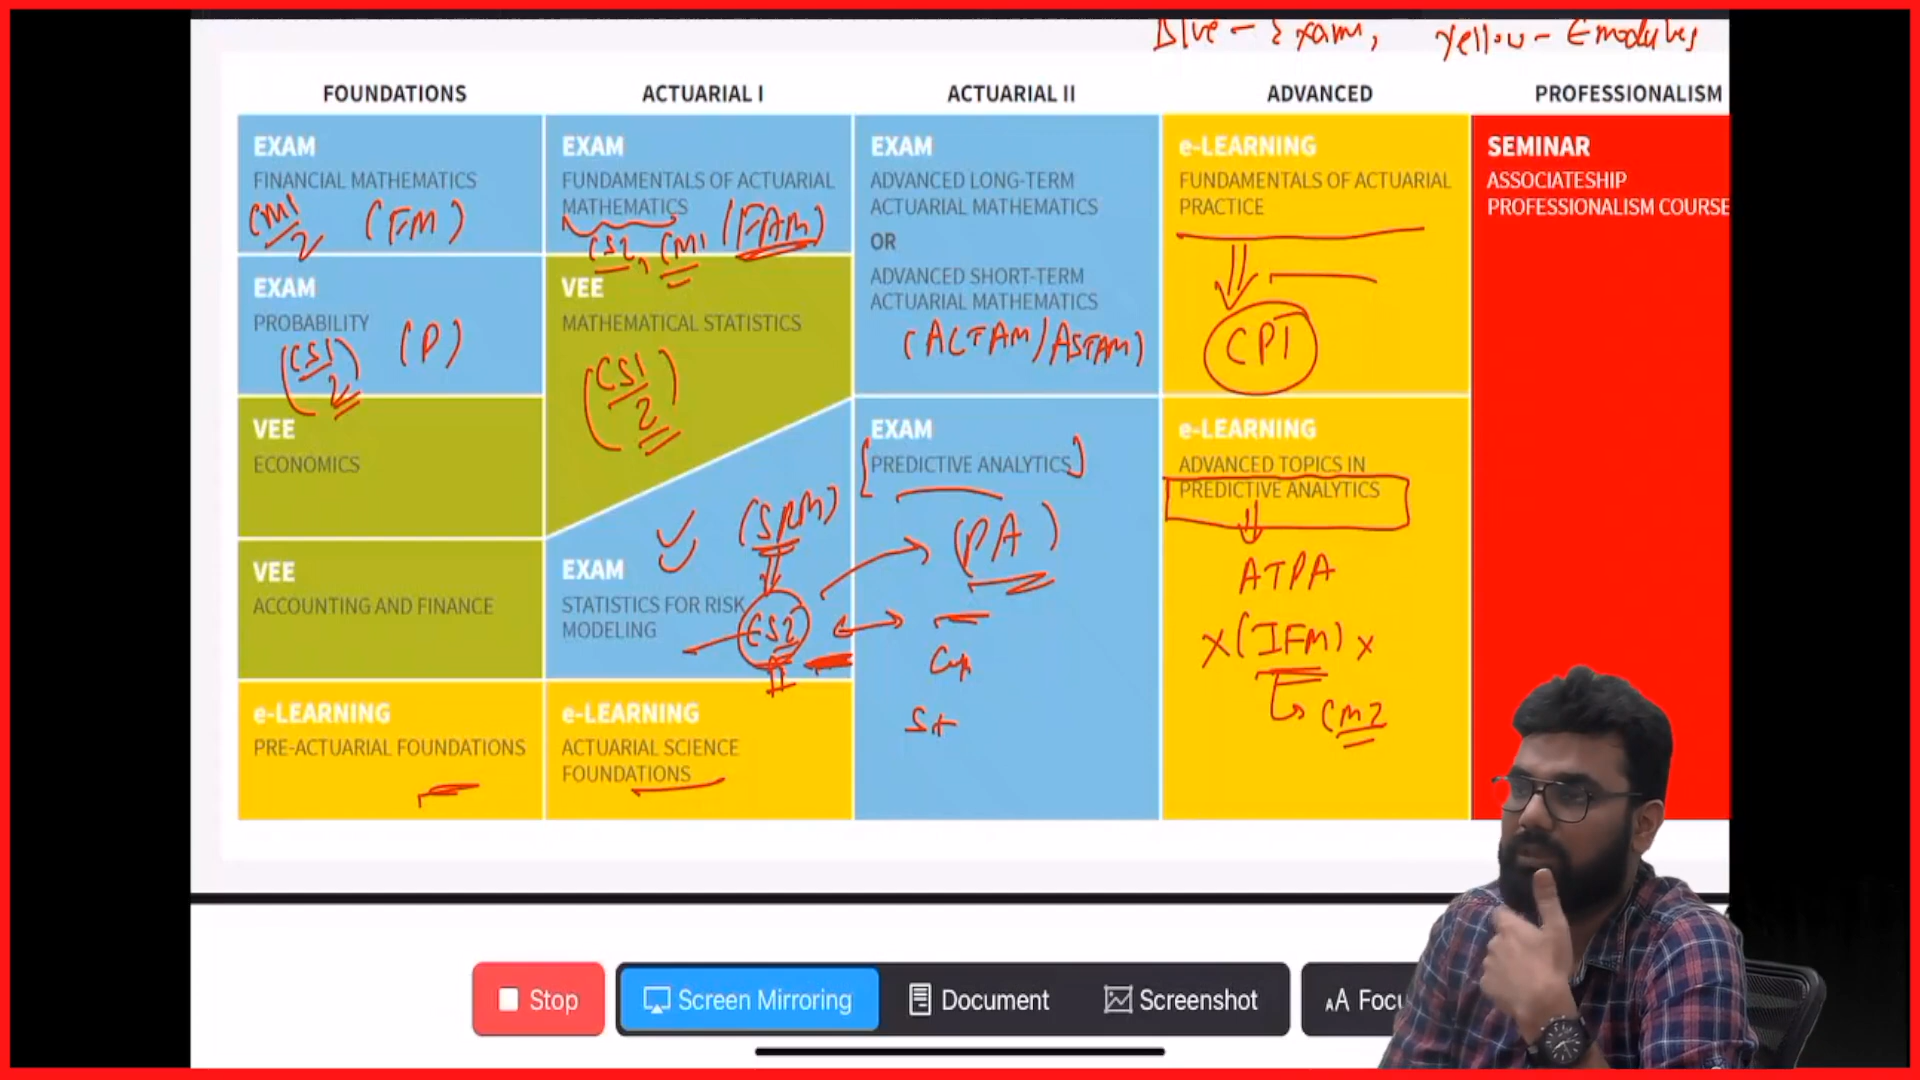 Blue - Exam, Yellow - Emodules
FOUNDATIONS
ACTUARIAL I
ACTUARIAL II
ADVANCED
PROFESSIONALISM
EXAM
FINANCIAL MATHEMATICS
CM1/2 (FM)
EXAM
PROBABILITY
(CS1/2) (P)
VEE
ECONOMICS
VEE
ACCOUNTING AND FINANCE
e-LEARNING
PRE-ACTUARIAL FOUNDATIONS
EXAM
FUNDAMENTALS OF ACTUARIAL
MATHEMATICS
CS2, CM1 (FAM)
VEE
MATHEMATICAL STATISTICS
(CS1/2)
(SRM)
EXAM
STATISTICS FOR RISK
MODELING
CS2
e-LEARNING
ACTUARIAL SCIENCE
FOUNDATIONS
EXAM
ADVANCED LONG-TERM
ACTUARIAL MATHEMATICS
OR
ADVANCED SHORT-TERM
ACTUARIAL MATHEMATICS
(ALTAM/ASTAM)
EXAM
[PREDICTIVE ANALYTICS]
(PA)
St
e-LEARNING
FUNDAMENTALS OF ACTUARIAL
PRACTICE
CP1
e-LEARNING
ADVANCED TOPICS IN
PREDICTIVE ANALYTICS
ATPA
x (IFM) x
CM2
SEMINAR
ASSOCIATESHIP
PROFESSIONALISM COURSE
Stop
Screen Mirroring
Document
Screenshot
AA Focu